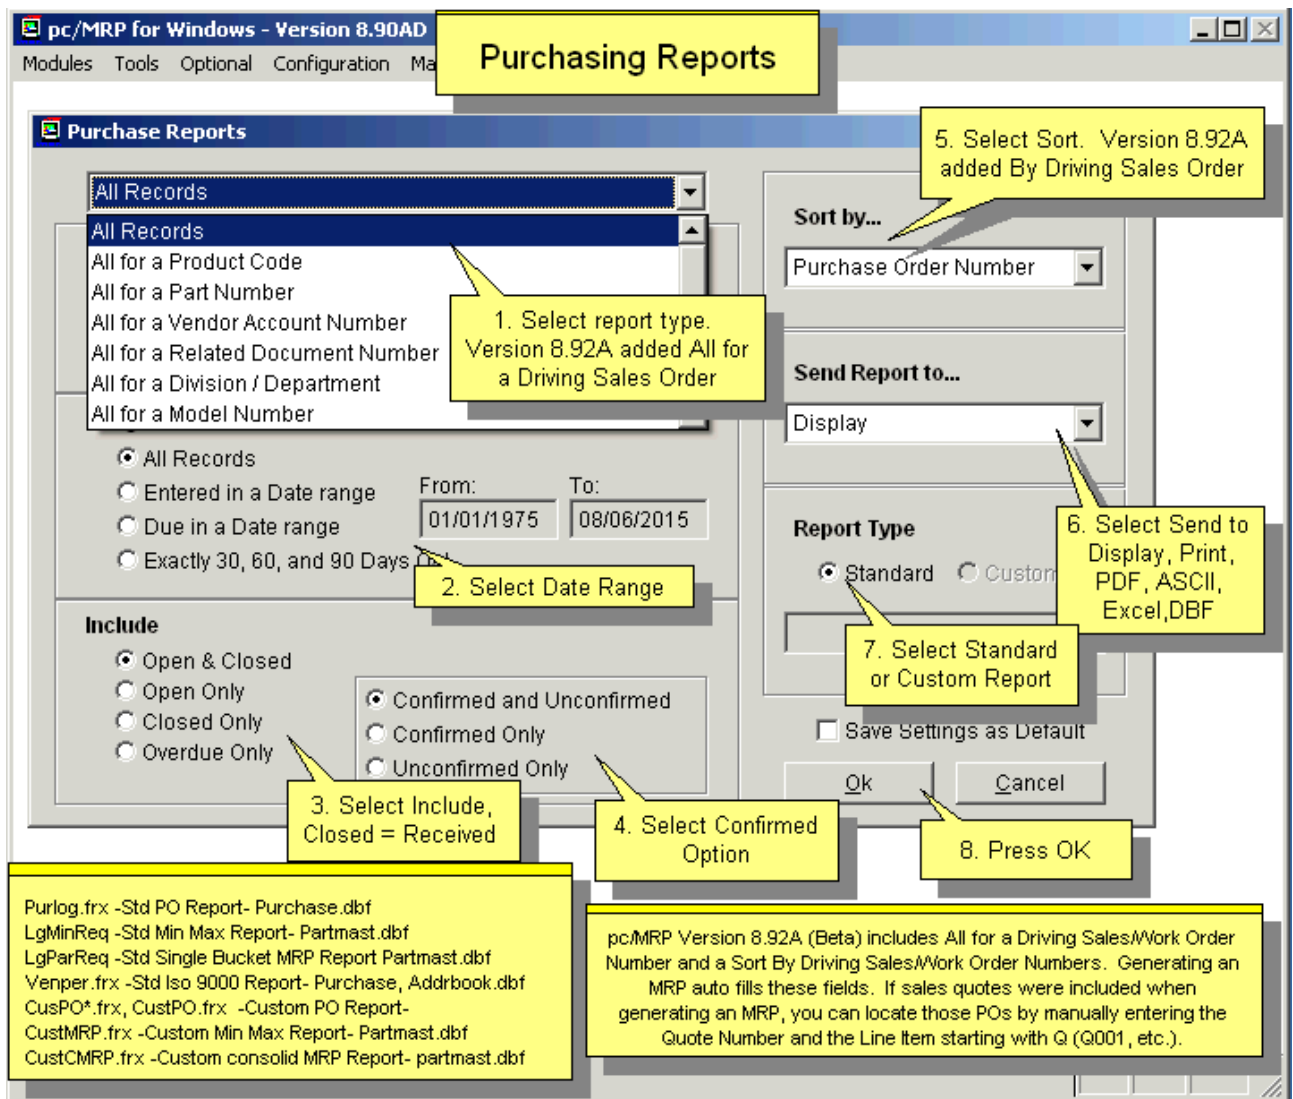 pc/MRP for Windows - Version 8.90AD
Purchasing Reports
Modules Tools Optional Configuration Ma
Purchase Reports
5. Select Sort. Version 8.92A
added By Driving Sales Order
All Records
All Records
All for a Product Code
All for a Part Number
All for a Vendor Account Number
All for a Related Document Number
All for a Division / Department
All for a Model Number
1. Select report type.
Version 8.92A added All for
a Driving Sales Order
Sort by...
Purchase Order Number
Send Report to...
Display
All Records
Entered in a Date range
Due in a Date range
Exactly 30, 60, and 90 Days
From: To:
01/01/1975 08/06/2015
2. Select Date Range
6. Select Send to
Display, Print,
PDF, ASCII,
Excel,DBF
Report Type
Standard Custom
7. Select Standard
or Custom Report
Include
Open & Closed
Open Only
Closed Only
Overdue Only
Confirmed and Unconfirmed
Confirmed Only
Unconfirmed Only
Save Settings as Default
Ok Cancel
3. Select Include,
Closed = Received
4. Select Confirmed
Option
8. Press OK
Purlog.frx -Std PO Report- Purchase.dbf
LgMinReq -Std Min Max Report- Partmast.dbf
LgParReq -Std Single Bucket MRP Report Partmast.dbf
Venper.frx -Std Iso 9000 Report- Purchase, Addrbook.dbf
CusPO*.frx, CustPO.frx -Custom PO Report-
CustMRP.frx -Custom Min Max Report- Partmast.dbf
CustCMRP.frx -Custom consolid MRP Report- partmast.dbf
pc/MRP Version 8.92A (Beta) includes All for a Driving Sales/Work Order
Number and a Sort By Driving Sales/Work Order Numbers. Generating an
MRP auto fills these fields. If sales quotes were included when
generating an MRP, you can locate those POs by manually entering the
Quote Number and the Line Item starting with Q (Q001, etc.).